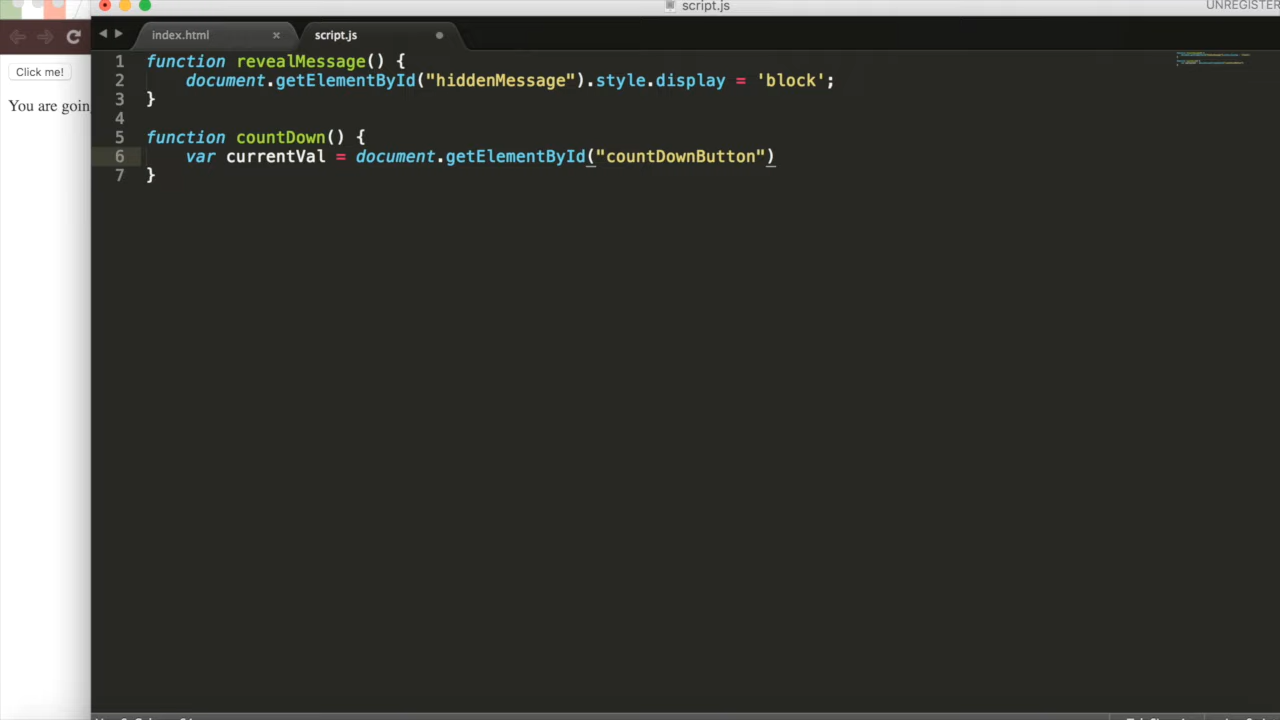 script.js
UNREGISTER
index.html
script.js
Click me!
You are goin
1 function revealMessage() {
2 document.getElementById("hiddenMessage").style.display = 'block';
3 }
4
5 function countDown() {
6 var currentVal = document.getElementById("countDownButton")
7 }